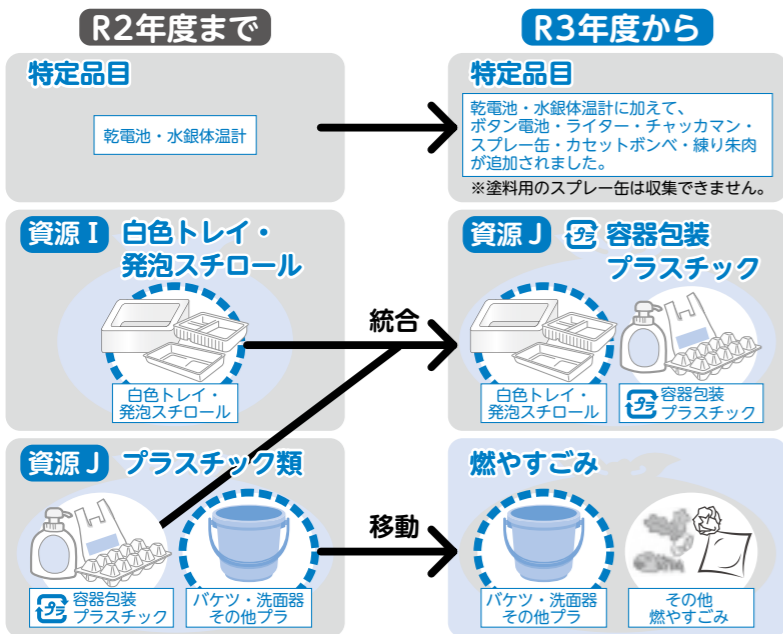 R2年度まで
R3年度から
特定品目
乾電池・水銀体温計
特定品目
乾電池・水銀体温計に加えて、
ボタン電池・ライター・チャッカマン・
スプレー缶・カセットボンベ・練り朱肉
が追加されました。
※塗料用のスプレー缶は収集できません。
資源 I 白色トレイ・
発泡スチロール
白色トレイ・
発泡スチロール
統合
資源 J プラ 容器包装
プラスチック
白色トレイ・
発泡スチロール
プラ 容器包装
プラスチック
資源 J プラスチック類
プラ 容器包装
プラスチック
バケツ・洗面器
その他プラ
移動
燃やすごみ
バケツ・洗面器
その他プラ
その他
燃やすごみ